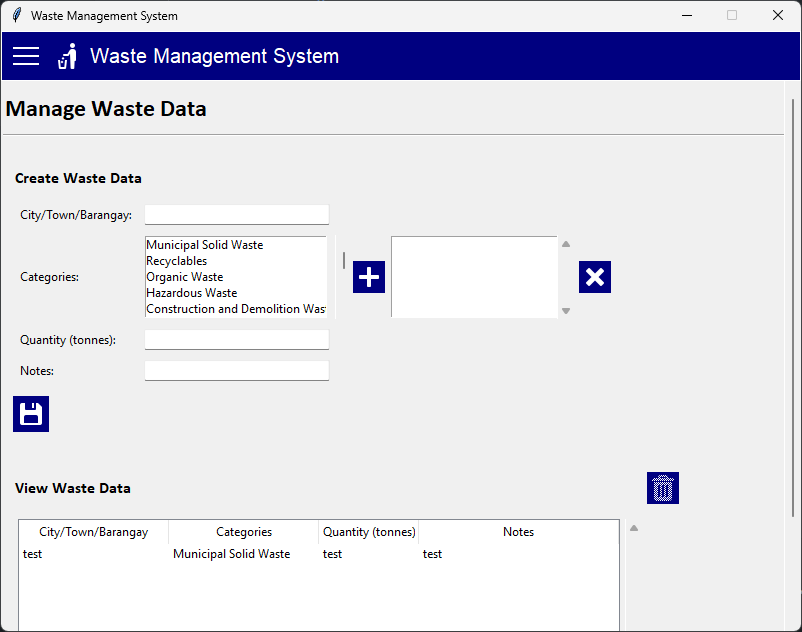 Waste Management System
Waste Management System
Manage Waste Data
Create Waste Data
City/Town/Barangay:
Categories:
Municipal Solid Waste
Recyclables
Organic Waste
Hazardous Waste
Construction and Demolition Was
Quantity (tonnes):
Notes:
View Waste Data
City/Town/Barangay Categories Quantity (tonnes) Notes
test Municipal Solid Waste test test